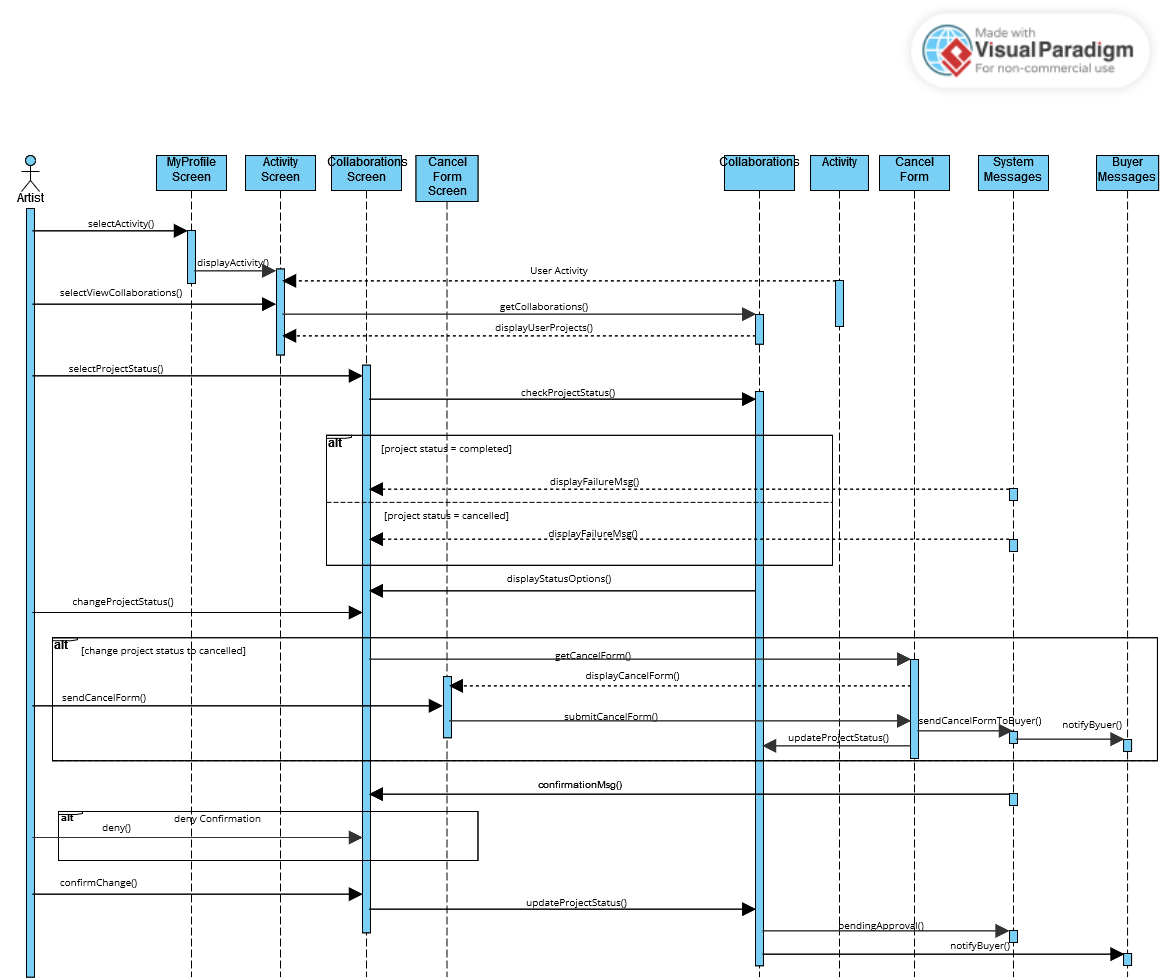 Made with
VisualParadigm
For non-commercial use
Artist
MyProfile
Screen
Activity
Screen
Collaborations
Screen
Cancel
Form
Screen
Collaborations
Activity
Cancel
Form
System
Messages
Buyer
Messages
selectActivity()
displayActivity()
User Activity
selectViewCollaborations()
getCollaborations()
displayUserProjects()
selectProjectStatus()
checkProjectStatus()
alt
[project status = completed]
displayFailureMsg()
[project status = cancelled]
displayFailureMsg()
displayStatusOptions()
changeProjectStatus()
alt
[change project status to cancelled]
getCancelForm()
displayCancelForm()
sendCancelForm()
submitCancelForm()
sendCancelFormToBuyer()
notifyByuer()
updateProjectStatus()
confirmationMsg()
alt
deny Confirmation
deny()
confirmChange()
updateProjectStatus()
pendingApproval()
notifyBuyer()